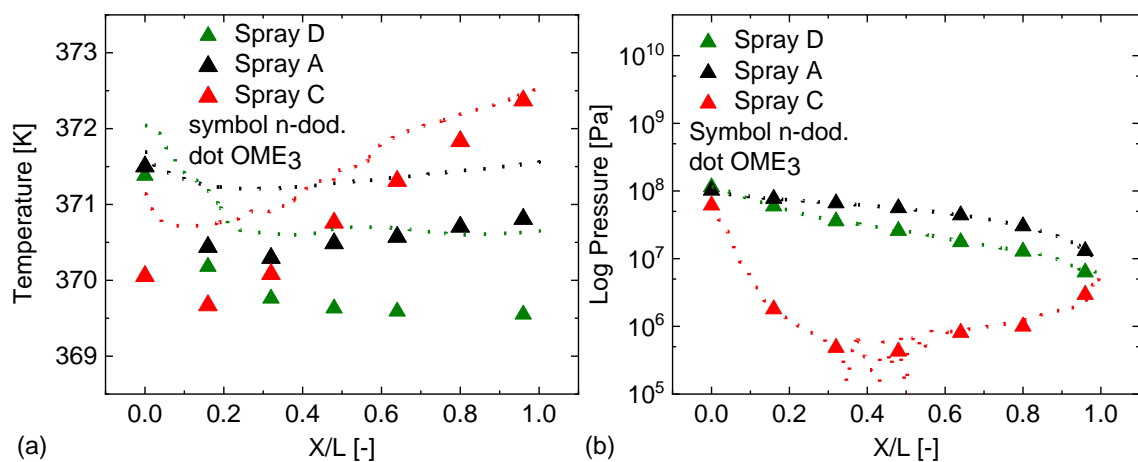 373
372
371
370
369
Temperature [K]
Spray D
Spray A
Spray C
symbol n-dod.
dot OME3
0.0 0.2 0.4 0.6 0.8 1.0
X/L [-]
(a)
10^10
10^9
10^8
10^7
10^6
10^5
Log Pressure [Pa]
Spray D
Spray A
Spray C
Symbol n-dod.
dot OME3
0.0 0.2 0.4 0.6 0.8 1.0
X/L [-]
(b)